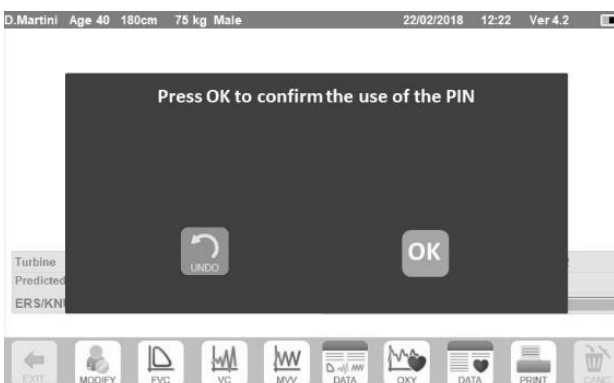 D.Martini Age 40 180cm 75 kg Male 22/02/2018 12:22 Ver 4.2
Press OK to confirm the use of the PIN
UNDO
OK
Turbine
Predicted
ERS/KNU
EXIT MODIFY FVC VC MVV DATA OXY DATA PRINT